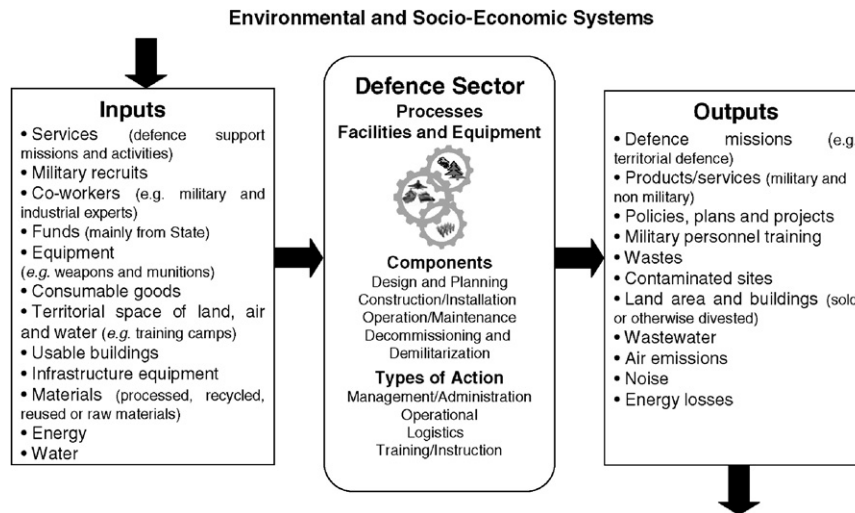 Environmental and Socio-Economic Systems
Inputs
• Services (defence support
missions and activities)
• Military recruits
• Co-workers (e.g. military and
industrial experts)
• Funds (mainly from State)
• Equipment
(e.g. weapons and munitions)
• Consumable goods
• Territorial space of land, air
and water (e.g. training camps)
• Usable buildings
• Infrastructure equipment
• Materials (processed, recycled,
reused or raw materials)
• Energy
• Water
Defence Sector
Processes
Facilities and Equipment
Components
Design and Planning
Construction/Installation
Operation/Maintenance
Decommissioning and
Demilitarization
Types of Action
Management/Administration
Operational
Logistics
Training/Instruction
Outputs
• Defence missions (e.g.
territorial defence)
• Products/services (military and
non military)
• Policies, plans and projects
• Military personnel training
• Wastes
• Contaminated sites
• Land area and buildings (sold
or otherwise divested)
• Wastewater
• Air emissions
• Noise
• Energy losses